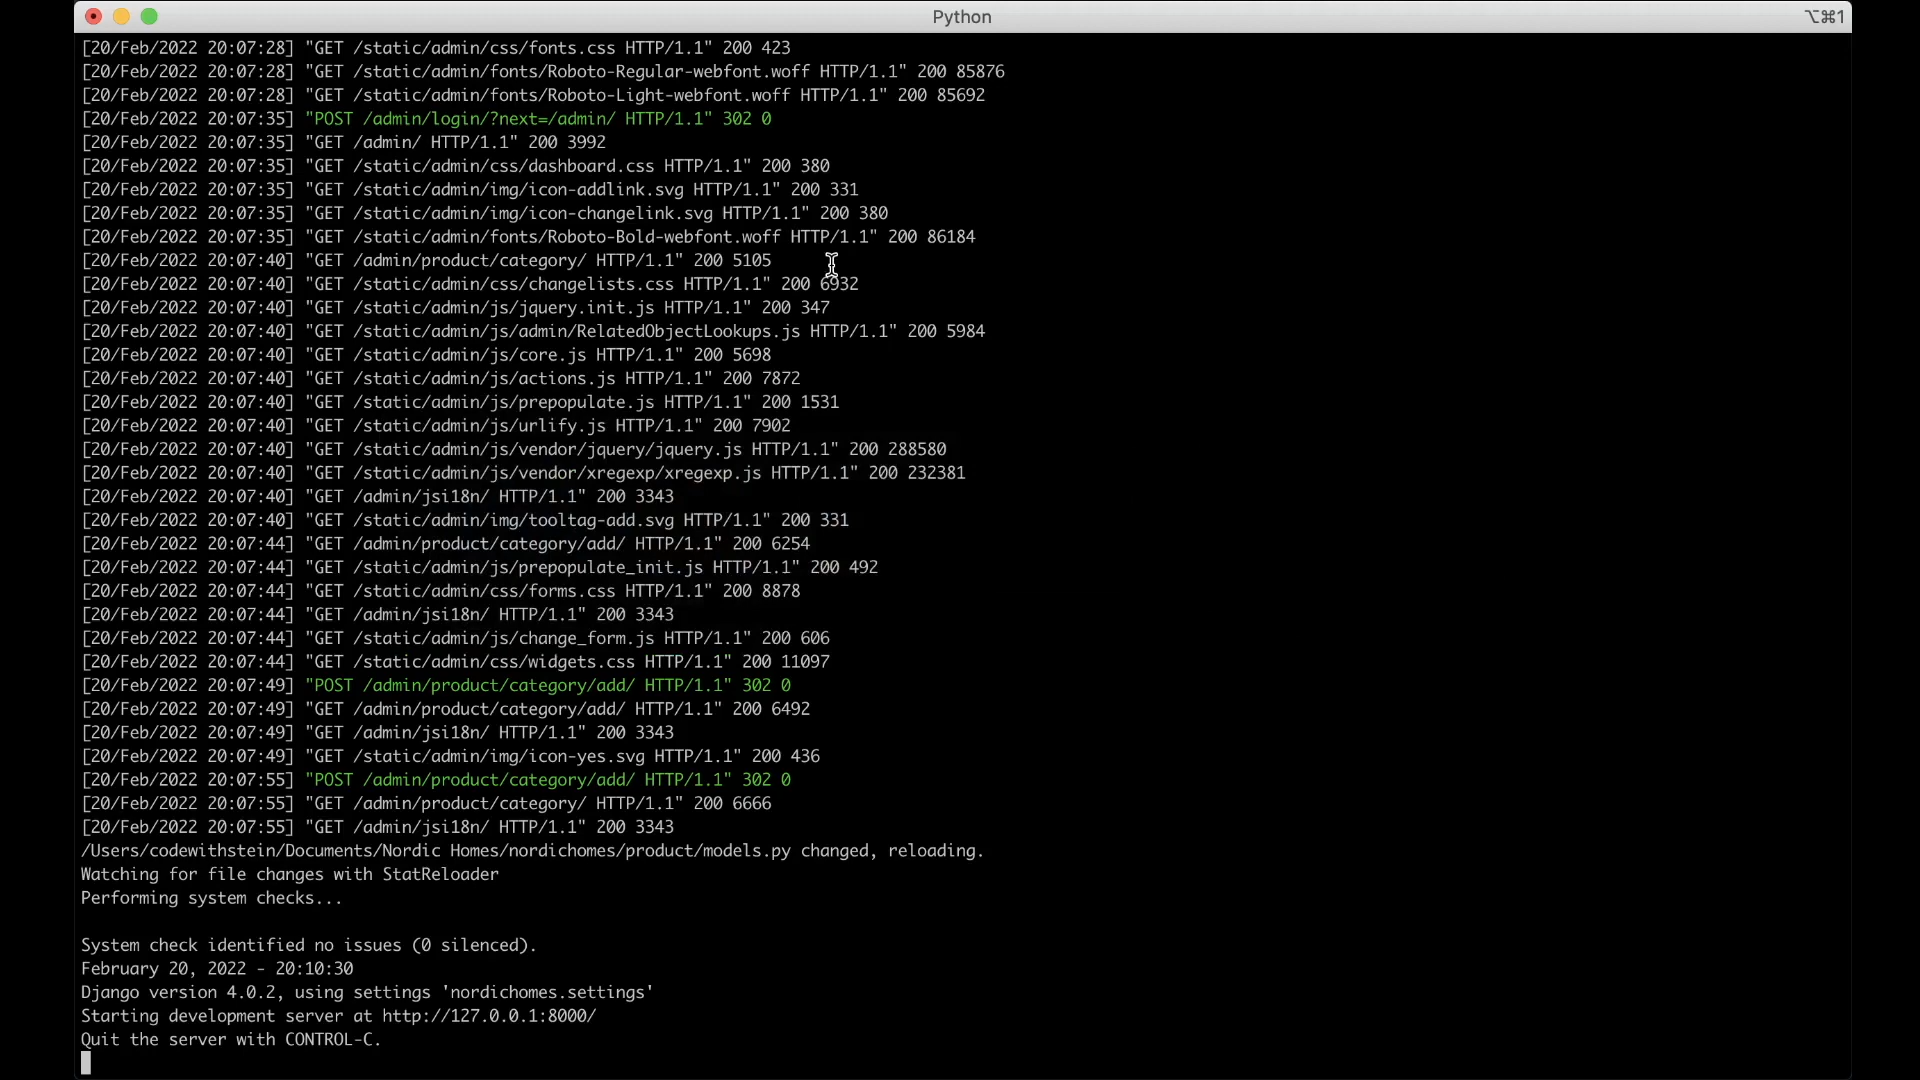 Python
⌥⌘1
[20/Feb/2022 20:07:28] "GET /static/admin/css/fonts.css HTTP/1.1" 200 423
[20/Feb/2022 20:07:28] "GET /static/admin/fonts/Roboto-Regular-webfont.woff HTTP/1.1" 200 85876
[20/Feb/2022 20:07:28] "GET /static/admin/fonts/Roboto-Light-webfont.woff HTTP/1.1" 200 85692
[20/Feb/2022 20:07:35] "POST /admin/login/?next=/admin/ HTTP/1.1" 302 0
[20/Feb/2022 20:07:35] "GET /admin/ HTTP/1.1" 200 3992
[20/Feb/2022 20:07:35] "GET /static/admin/css/dashboard.css HTTP/1.1" 200 380
[20/Feb/2022 20:07:35] "GET /static/admin/img/icon-addlink.svg HTTP/1.1" 200 331
[20/Feb/2022 20:07:35] "GET /static/admin/img/icon-changelink.svg HTTP/1.1" 200 380
[20/Feb/2022 20:07:35] "GET /static/admin/fonts/Roboto-Bold-webfont.woff HTTP/1.1" 200 86184
[20/Feb/2022 20:07:40] "GET /admin/product/category/ HTTP/1.1" 200 5105
[20/Feb/2022 20:07:40] "GET /static/admin/css/changelists.css HTTP/1.1" 200 6932
[20/Feb/2022 20:07:40] "GET /static/admin/js/jquery.init.js HTTP/1.1" 200 347
[20/Feb/2022 20:07:40] "GET /static/admin/js/admin/RelatedObjectLookups.js HTTP/1.1" 200 5984
[20/Feb/2022 20:07:40] "GET /static/admin/js/core.js HTTP/1.1" 200 5698
[20/Feb/2022 20:07:40] "GET /static/admin/js/actions.js HTTP/1.1" 200 7872
[20/Feb/2022 20:07:40] "GET /static/admin/js/prepopulate.js HTTP/1.1" 200 1531
[20/Feb/2022 20:07:40] "GET /static/admin/js/urlify.js HTTP/1.1" 200 7902
[20/Feb/2022 20:07:40] "GET /static/admin/js/vendor/jquery/jquery.js HTTP/1.1" 200 288580
[20/Feb/2022 20:07:40] "GET /static/admin/js/vendor/xregexp/xregexp.js HTTP/1.1" 200 232381
[20/Feb/2022 20:07:40] "GET /admin/jsi18n/ HTTP/1.1" 200 3343
[20/Feb/2022 20:07:40] "GET /static/admin/img/tooltag-add.svg HTTP/1.1" 200 331
[20/Feb/2022 20:07:44] "GET /admin/product/category/add/ HTTP/1.1" 200 6254
[20/Feb/2022 20:07:44] "GET /static/admin/js/prepopulate_init.js HTTP/1.1" 200 492
[20/Feb/2022 20:07:44] "GET /static/admin/css/forms.css HTTP/1.1" 200 8878
[20/Feb/2022 20:07:44] "GET /admin/jsi18n/ HTTP/1.1" 200 3343
[20/Feb/2022 20:07:44] "GET /static/admin/js/change_form.js HTTP/1.1" 200 606
[20/Feb/2022 20:07:44] "GET /static/admin/css/widgets.css HTTP/1.1" 200 11097
[20/Feb/2022 20:07:49] "POST /admin/product/category/add/ HTTP/1.1" 302 0
[20/Feb/2022 20:07:49] "GET /admin/product/category/add/ HTTP/1.1" 200 6492
[20/Feb/2022 20:07:49] "GET /admin/jsi18n/ HTTP/1.1" 200 3343
[20/Feb/2022 20:07:49] "GET /static/admin/img/icon-yes.svg HTTP/1.1" 200 436
[20/Feb/2022 20:07:55] "POST /admin/product/category/add/ HTTP/1.1" 302 0
[20/Feb/2022 20:07:55] "GET /admin/product/category/ HTTP/1.1" 200 6666
[20/Feb/2022 20:07:55] "GET /admin/jsi18n/ HTTP/1.1" 200 3343
/Users/codewithstein/Documents/Nordic Homes/nordichomes/product/models.py changed, reloading.
Watching for file changes with StatReloader
Performing system checks...
System check identified no issues (0 silenced).
February 20, 2022 - 20:10:30
Django version 4.0.2, using settings 'nordichomes.settings'
Starting development server at http://127.0.0.1:8000/
Quit the server with CONTROL-C.